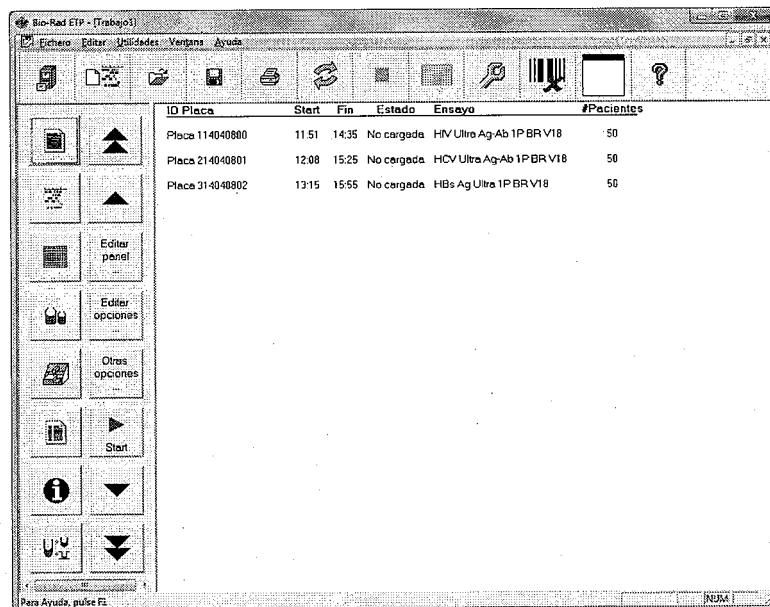 Bio-Rad ETP - [Trabajo3]
Fichero Editar Utilidades Ventana Ayuda
ID Placa Start Fin Estado Ensayo #Pacientes
Placa 114040800 11:51 14:35 No cargada HIV Ultra Ag-Ab 1P BR V18 50
Placa 214040801 12:08 15:25 No cargada HCV Ultra Ag-Ab 1P BR V18 50
Placa 314040802 13:15 15:55 No cargada HBs Ag Ultra 1P BR V18 50
Editar
panel
...
Editar
opciones
...
Otras
opciones
...
Start
Para Ayuda, pulse F1
NUM